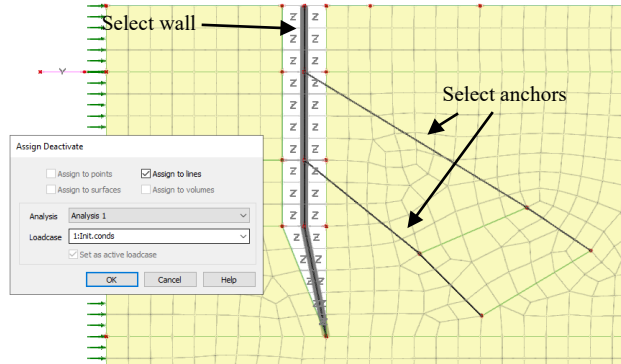 Select wall
Select anchors
Y
Assign Deactivate
Assign to points
Assign to lines
Assign to surfaces
Assign to volumes
Analysis
Analysis 1
Loadcase
1:Init.conds
Set as active loadcase
OK
Cancel
Help
Z Z
Z Z
Z Z
Z Z
Z Z
Z Z
Z Z
Z Z
Z Z
Z Z
Z Z
Z Z